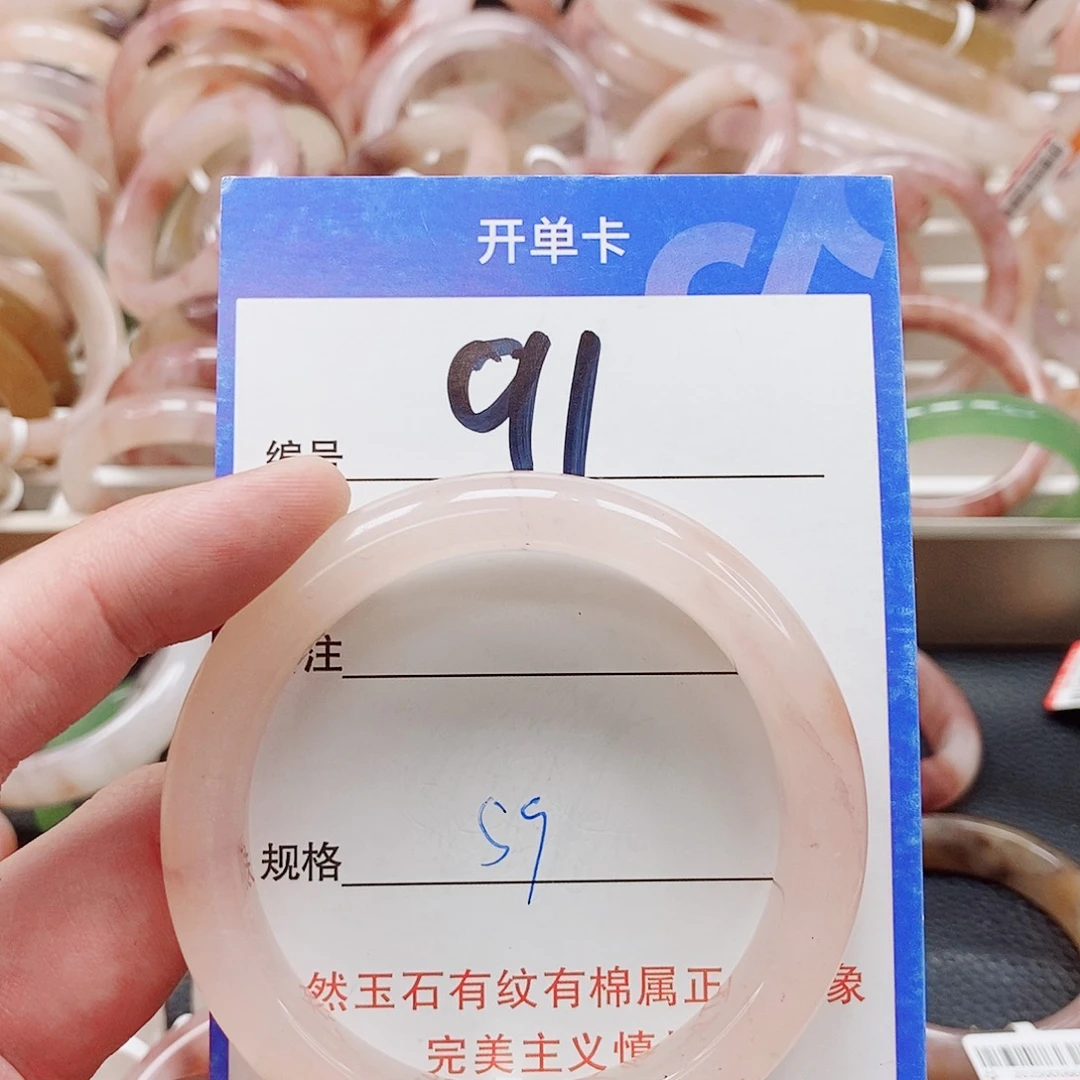 开单卡
91
编号
注
规格 59
然玉石有纹有棉属正 象
完美主义慎